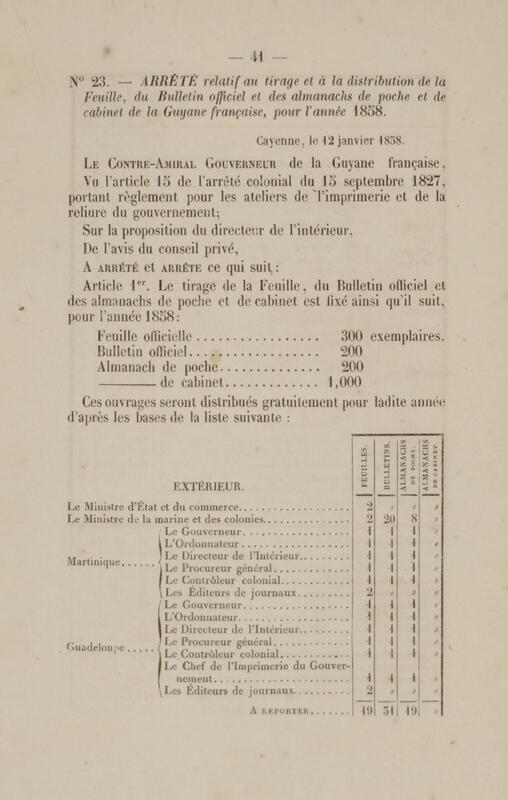 — 41 —
N° 23. — ARRÊTÉ relatif au tirage et à la distribution de la
Feuille, du Bulletin officiel et des almanachs de poche et de
cabinet de la Guyane française, pour l'année 1858.
Cayenne, le 12 janvier 1858.
LE CONTRE-AMIRAL GOUVERNEUR de la Guyane française,
Vu l'article 15 de l'arrêté colonial du 15 septembre 1827,
portant règlement pour les ateliers de l'imprimerie et de la
reliure du gouvernement;
Sur la proposition du directeur de l'intérieur,
De l'avis du conseil privé,
A ARRÊTÉ et ARRÊTE ce qui suit :
Article 1er. Le tirage de la Feuille, du Bulletin officiel et
des almanachs de poche et de cabinet est fixé ainsi qu'il suit,
pour l'année 1858:
Feuille officielle ................. 300 exemplaires.
Bulletin officiel.................. 200
Almanach de poche.............. 200
——— de cabinet............. 1,000
Ces ouvrages seront distribués gratuitement pour ladite année
d'après les bases de la liste suivante :
EXTÉRIEUR. FEUILLES. BULLETINS. ALMANACHS DE POCHE. ALMANACHS DE CABINET.
Le Ministre d'État et du commerce................... 2 " " "
Le Ministre de la marine et des colonies............... 2 20 8 "
Le Gouverneur................... 1 1 1 "
L'Ordonnateur................... 1 1 1 "
Le Directeur de l'Intérieur......... 1 1 1 "
Martinique...... Le Procureur général............. 1 1 1 "
Le Contrôleur colonial............ 1 1 1 "
Les Éditeurs de journaux......... 2 " " "
Le Gouverneur................... 1 1 1 "
L'Ordonnateur................... 1 1 1 "
Le Directeur de l'Intérieur......... 1 1 1 "
Le Procureur général............. 1 1 1 "
Guadeloupe..... Le Contrôleur colonial............ 1 1 1 "
Le Chef de l'Imprimerie du Gouver-
nement....................... 1 1 1 "
Les Éditeurs de journaux.......... 2 " " "
A REPORTER....... 19 31 19 "